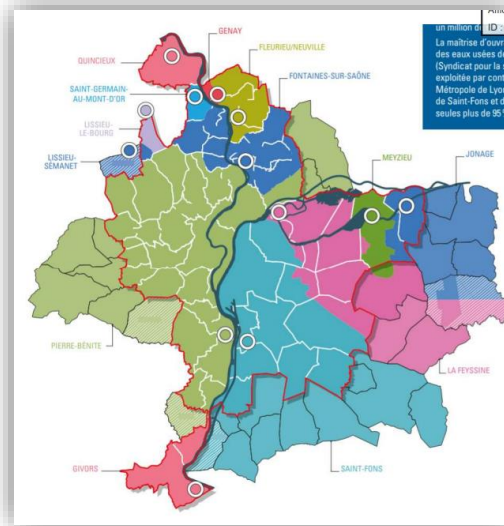 ID :
un million d
La maîtrise d'ouvr
des eaux usées de
(Syndicat pour la s
exploitée par cont
Métropole de Lyon
de Saint-Fons et d
seules plus de 95
GENAY
QUINCIEUX
FLEURIEU/NEUVILLE
SAINT-GERMAIN-
AU-MONT-D'OR
FONTAINES-SUR-SAÔNE
LISSIEU-
LE-BOURG
LISSIEU-
SÉMANET
MEYZIEU
JONAGE
PIERRE-BÉNITE
LA FEYSSINE
GIVORS
SAINT-FONS